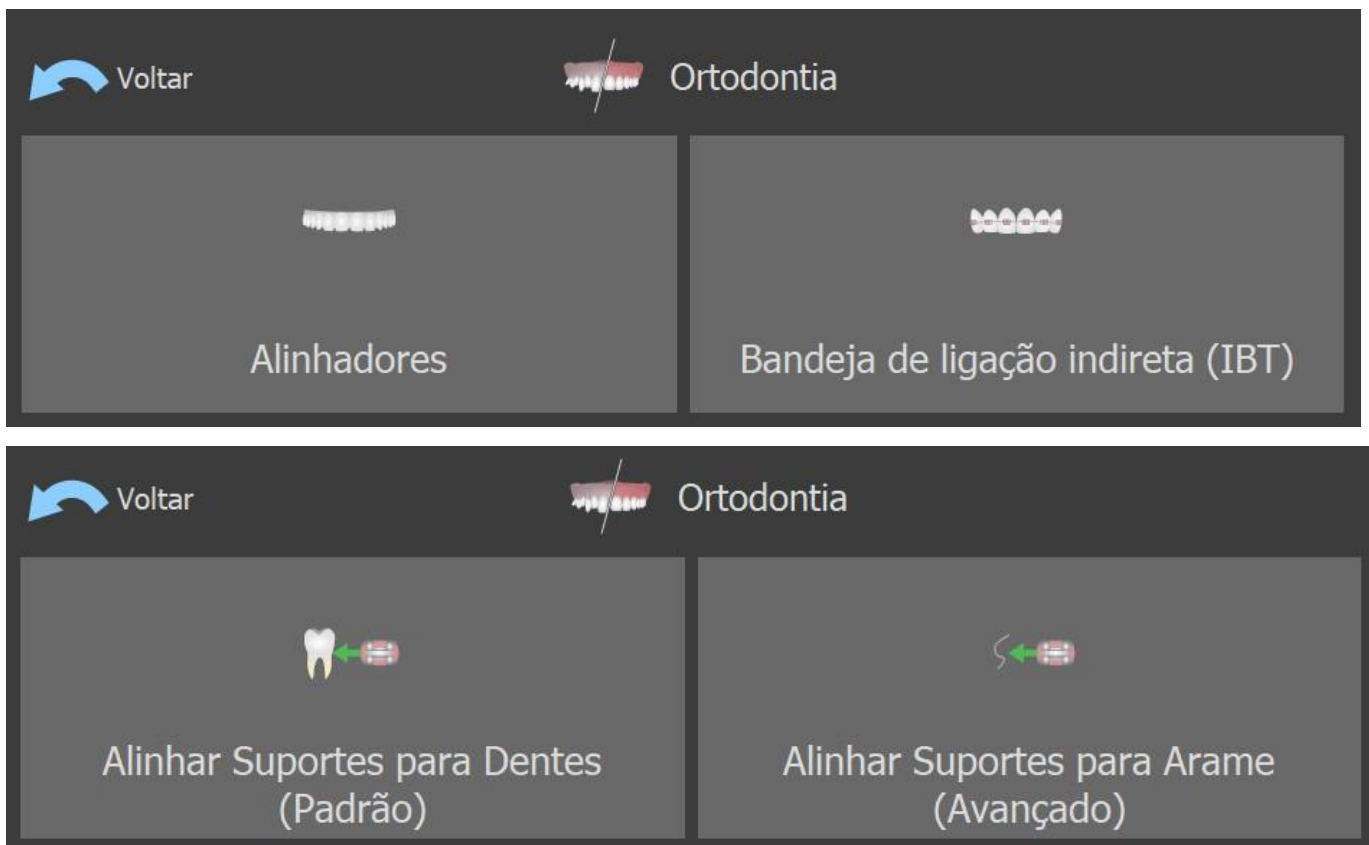 Voltar
Ortodontia
Alinhadores
Bandeja de ligação indireta (IBT)
Voltar
Ortodontia
Alinhar Suportes para Dentes
(Padrão)
Alinhar Suportes para Arame
(Avançado)